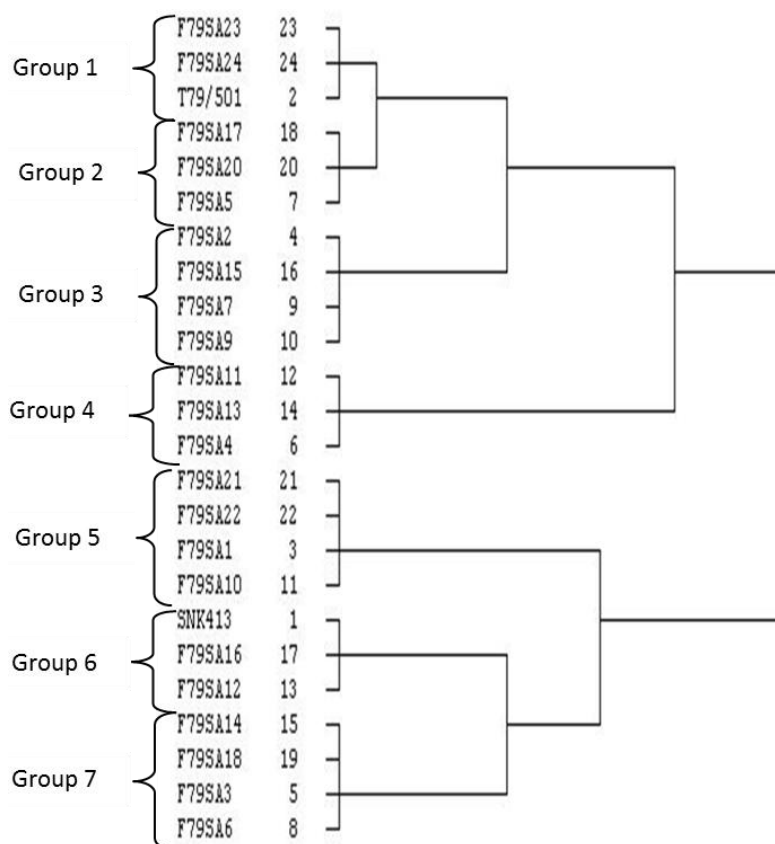 F79SA23 23
Group 1
F79SA24 24
T79/501 2
F79SA17 18
Group 2
F79SA20 20
F79SA5 7
F79SA2 4
F79SA15 16
Group 3
F79SA7 9
F79SA9 10
F79SA11 12
Group 4
F79SA13 14
F79SA4 6
F79SA21 21
F79SA22 22
Group 5
F79SA1 3
F79SA10 11
SNK413 1
Group 6
F79SA16 17
F79SA12 13
F79SA14 15
F79SA18 19
Group 7
F79SA3 5
F79SA6 8